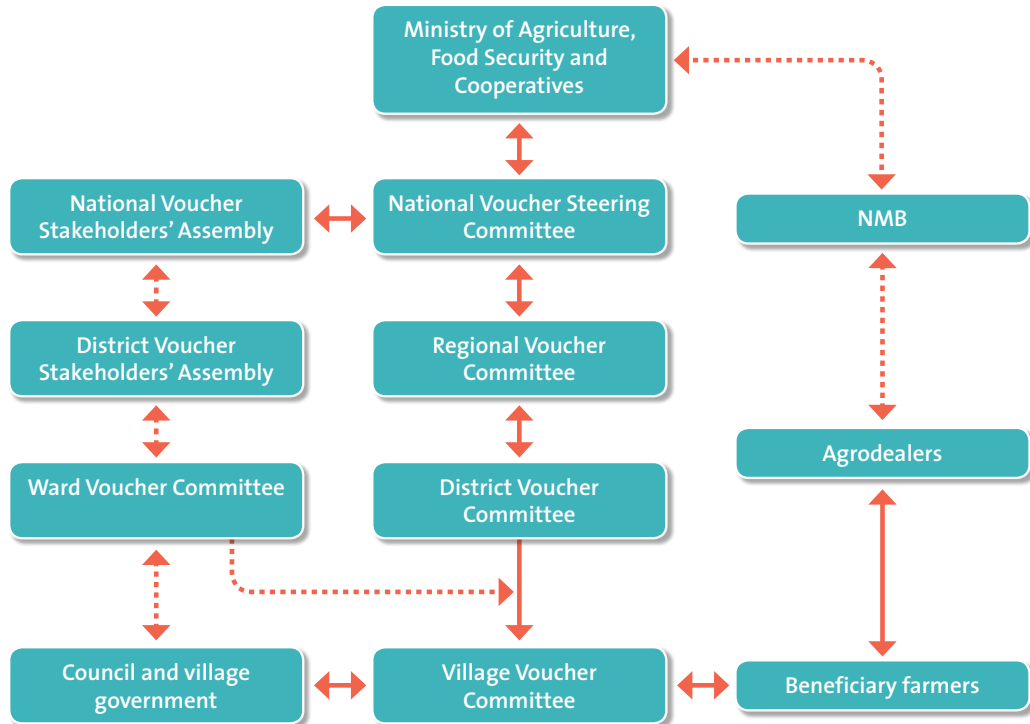 Ministry of Agriculture,
Food Security and
Cooperatives
National Voucher
Stakeholders’ Assembly
National Voucher Steering
Committee
NMB
District Voucher
Stakeholders’ Assembly
Regional Voucher
Committee
Agrodealers
Ward Voucher Committee
District Voucher
Committee
Council and village
government
Village Voucher
Committee
Beneficiary farmers